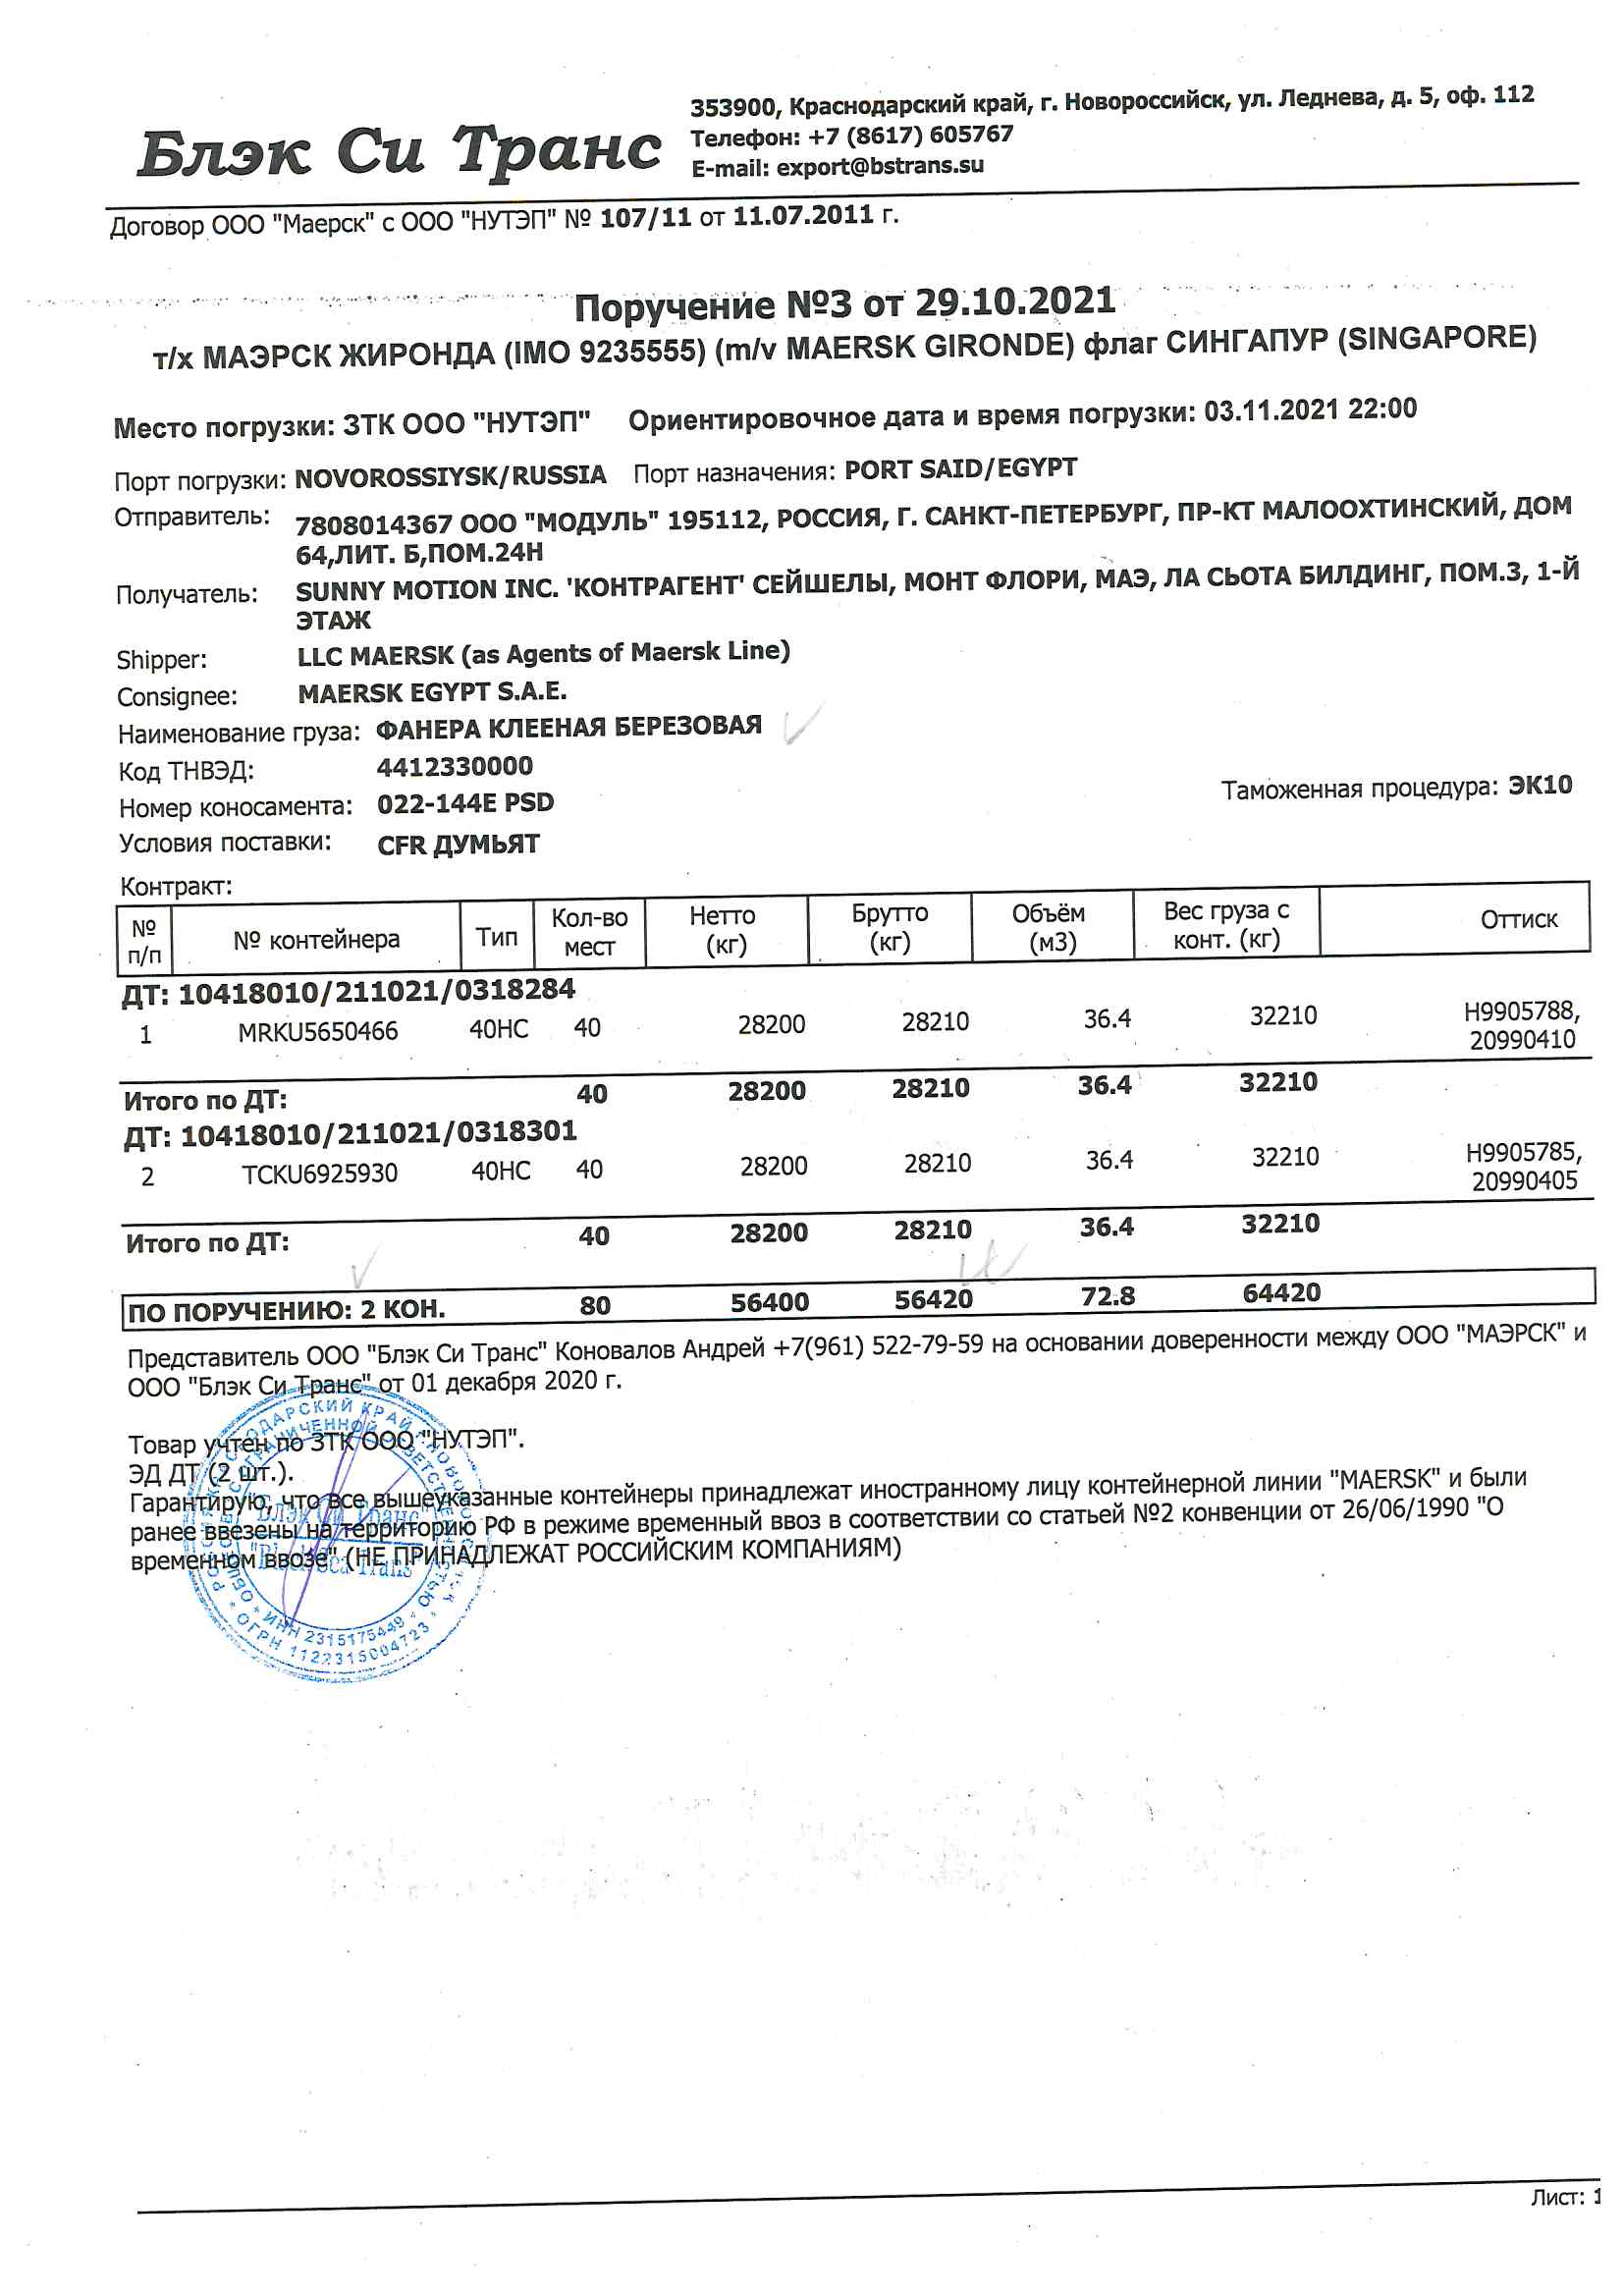 Блэк Си Транс
353900, Краснодарский край, г. Новороссийск, ул. Леднева, д. 5, оф. 112
Телефон: +7 (8617) 605767
E-mail: export@bstrans.su
Договор ООО "Маерск" с ООО "НУТЭП" № 107/11 от 11.07.2011 г.
Поручение №3 от 29.10.2021
т/х МАЭРСК ЖИРОНДА (IMO 9235555) (m/v MAERSK GIRONDE) флаг СИНГАПУР (SINGAPORE)
Место погрузки: ЗТК ООО "НУТЭП" Ориентировочное дата и время погрузки: 03.11.2021 22:00
Порт погрузки: NOVOROSSIYSK/RUSSIA Порт назначения: PORT SAID/EGYPT
Отправитель: 7808014367 ООО "МОДУЛЬ" 195112, РОССИЯ, Г. САНКТ-ПЕТЕРБУРГ, ПР-КТ МАЛООХТИНСКИЙ, ДОМ
64,ЛИТ. Б,ПОМ.24Н
Получатель: SUNNY MOTION INC. 'КОНТРАГЕНТ' СЕЙШЕЛЫ, МОНТ ФЛОРИ, МАЭ, ЛА СЬОТА БИЛДИНГ, ПОМ.3, 1-Й
ЭТАЖ
Shipper: LLC MAERSK (as Agents of Maersk Line)
Consignee: MAERSK EGYPT S.A.E.
Наименование груза: ФАНЕРА КЛЕЕНАЯ БЕРЕЗОВАЯ
Код ТНВЭД: 4412330000
Номер коносамента: 022-144E PSD Таможенная процедура: ЭК10
Условия поставки: CFR ДУМЬЯТ
Контракт:
№ п/п № контейнера Тип Кол-во мест Нетто (кг) Брутто (кг) Объём (м3) Вес груза с конт. (кг) Оттиск
ДТ: 10418010/211021/0318284
1 MRKU5650466 40HC 40 28200 28210 36.4 32210 Н9905788,
20990410
Итого по ДТ: 40 28200 28210 36.4 32210
ДТ: 10418010/211021/0318301
2 TCKU6925930 40HC 40 28200 28210 36.4 32210 Н9905785,
20990405
Итого по ДТ: 40 28200 28210 36.4 32210
ПО ПОРУЧЕНИЮ: 2 КОН. 80 56400 56420 72.8 64420
Представитель ООО "Блэк Си Транс" Коновалов Андрей +7(961) 522-79-59 на основании доверенности между ООО "МАЭРСК" и
ООО "Блэк Си Транс" от 01 декабря 2020 г.
Товар учтен по ЗТК ООО "НУТЭП".
ЭД ДТ (2 шт.).
Гарантирую, что все вышеуказанные контейнеры принадлежат иностранному лицу контейнерной линии "MAERSK" и были
ранее ввезены на территорию РФ в режиме временный ввоз в соответствии со статьей №2 конвенции от 26/06/1990 "О
временном ввозе" (НЕ ПРИНАДЛЕЖАТ РОССИЙСКИМ КОМПАНИЯМ)
"Блэк Си Транс"
"Black Sea Trans"
ИНН 2315175449
ОГРН 1122315004723
Лист: 1